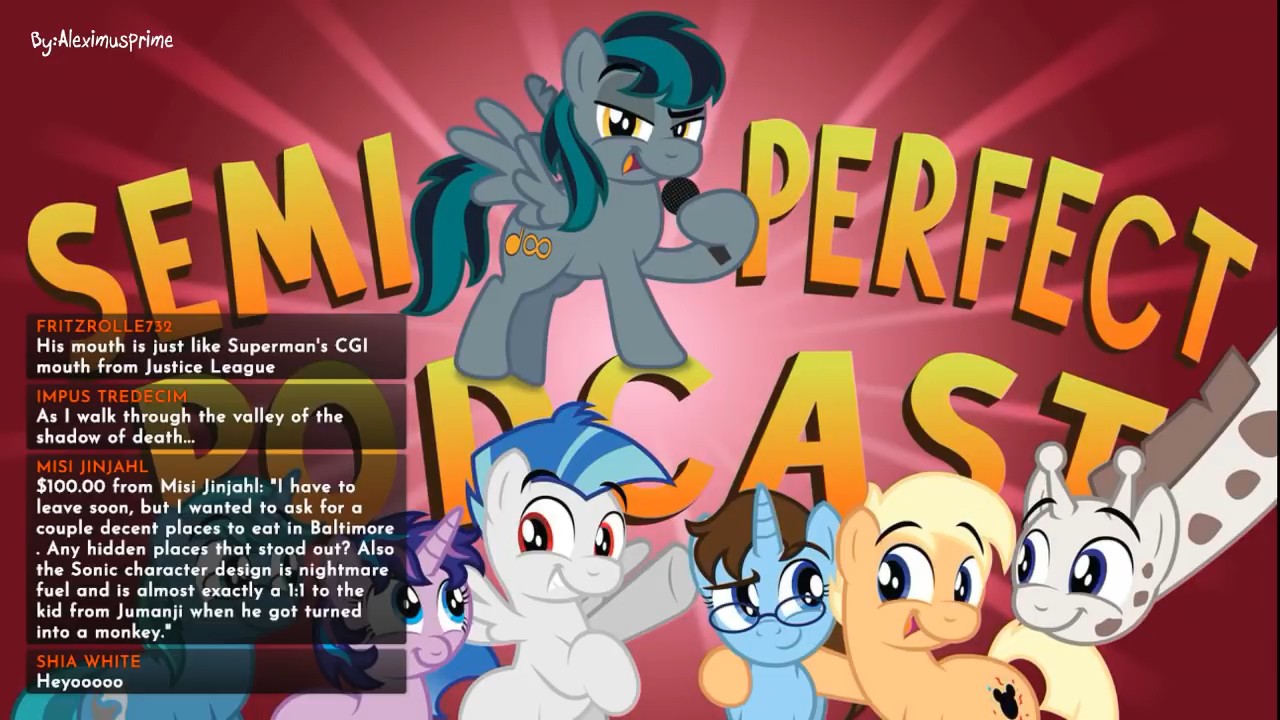 By:Aleximusprime
SEMI PERFECT
PODCAST
doo
FRITZROLLE732
His mouth is just like Superman's CGI
mouth from Justice League
IMPUS TREDECIM
As I walk through the valley of the
shadow of death...
MISI JINJAHL
$100.00 from Misi Jinjahl: "I have to
leave soon, but I wanted to ask for a
couple decent places to eat in Baltimore
. Any hidden places that stood out? Also
the Sonic character design is nightmare
fuel and is almost exactly a 1:1 to the
kid from Jumanji when he got turned
into a monkey."
SHIA WHITE
Heyooooo